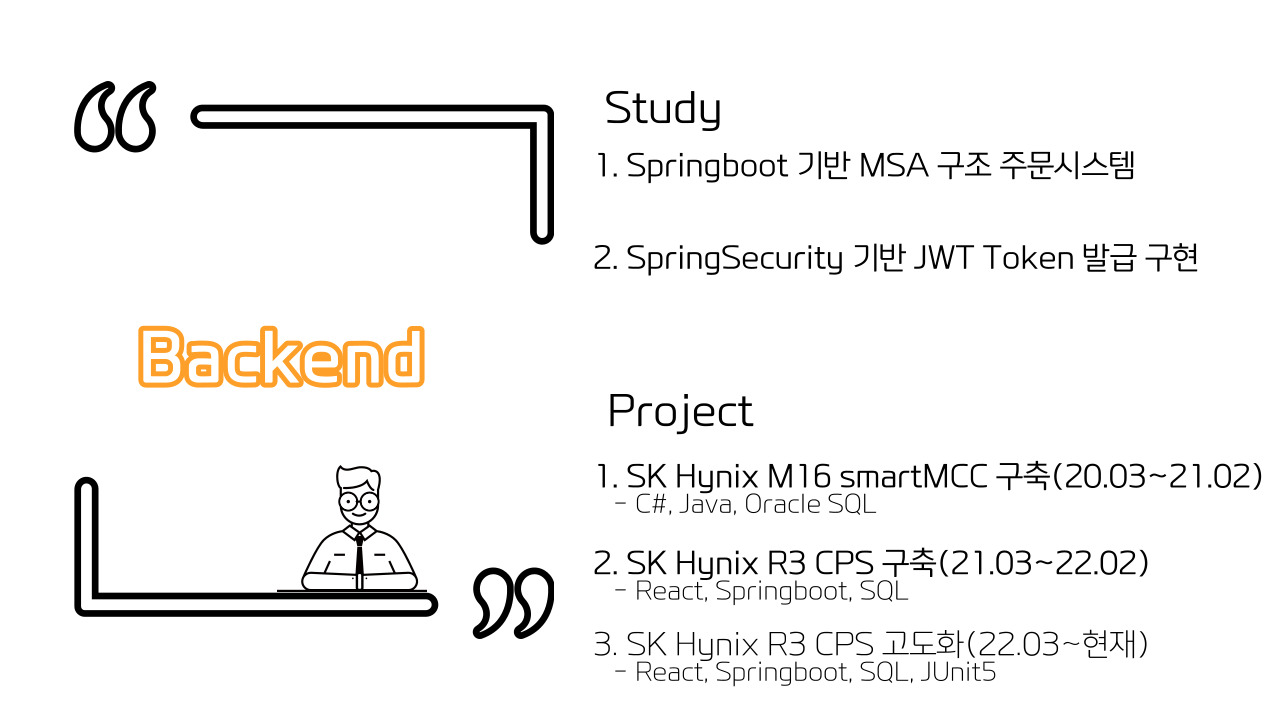 Backend
Study
1. Springboot 기반 MSA 구조 주문시스템
2. SpringSecurity 기반 JWT Token 발급 구현
Project
1. SK Hynix M16 smartMCC 구축(20.03~21.02)
- C#, Java, Oracle SQL
2. SK Hynix R3 CPS 구축(21.03~22.02)
- React, Springboot, SQL
3. SK Hynix R3 CPS 고도화(22.03~현재)
- React, Springboot, SQL, JUnit5